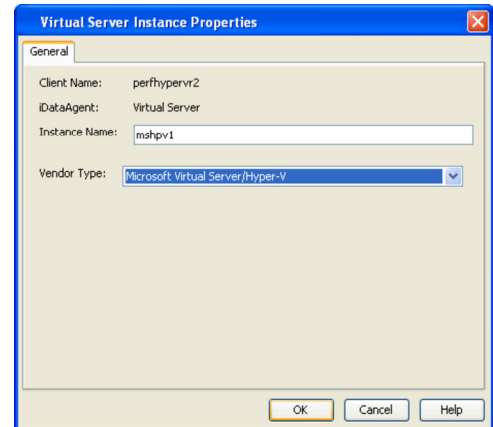 Virtual Server Instance Properties
General
Client Name: perfhypervr2
iDataAgent: Virtual Server
Instance Name: mshpv1
Vendor Type: Microsoft Virtual Server/Hyper-V
OK Cancel Help